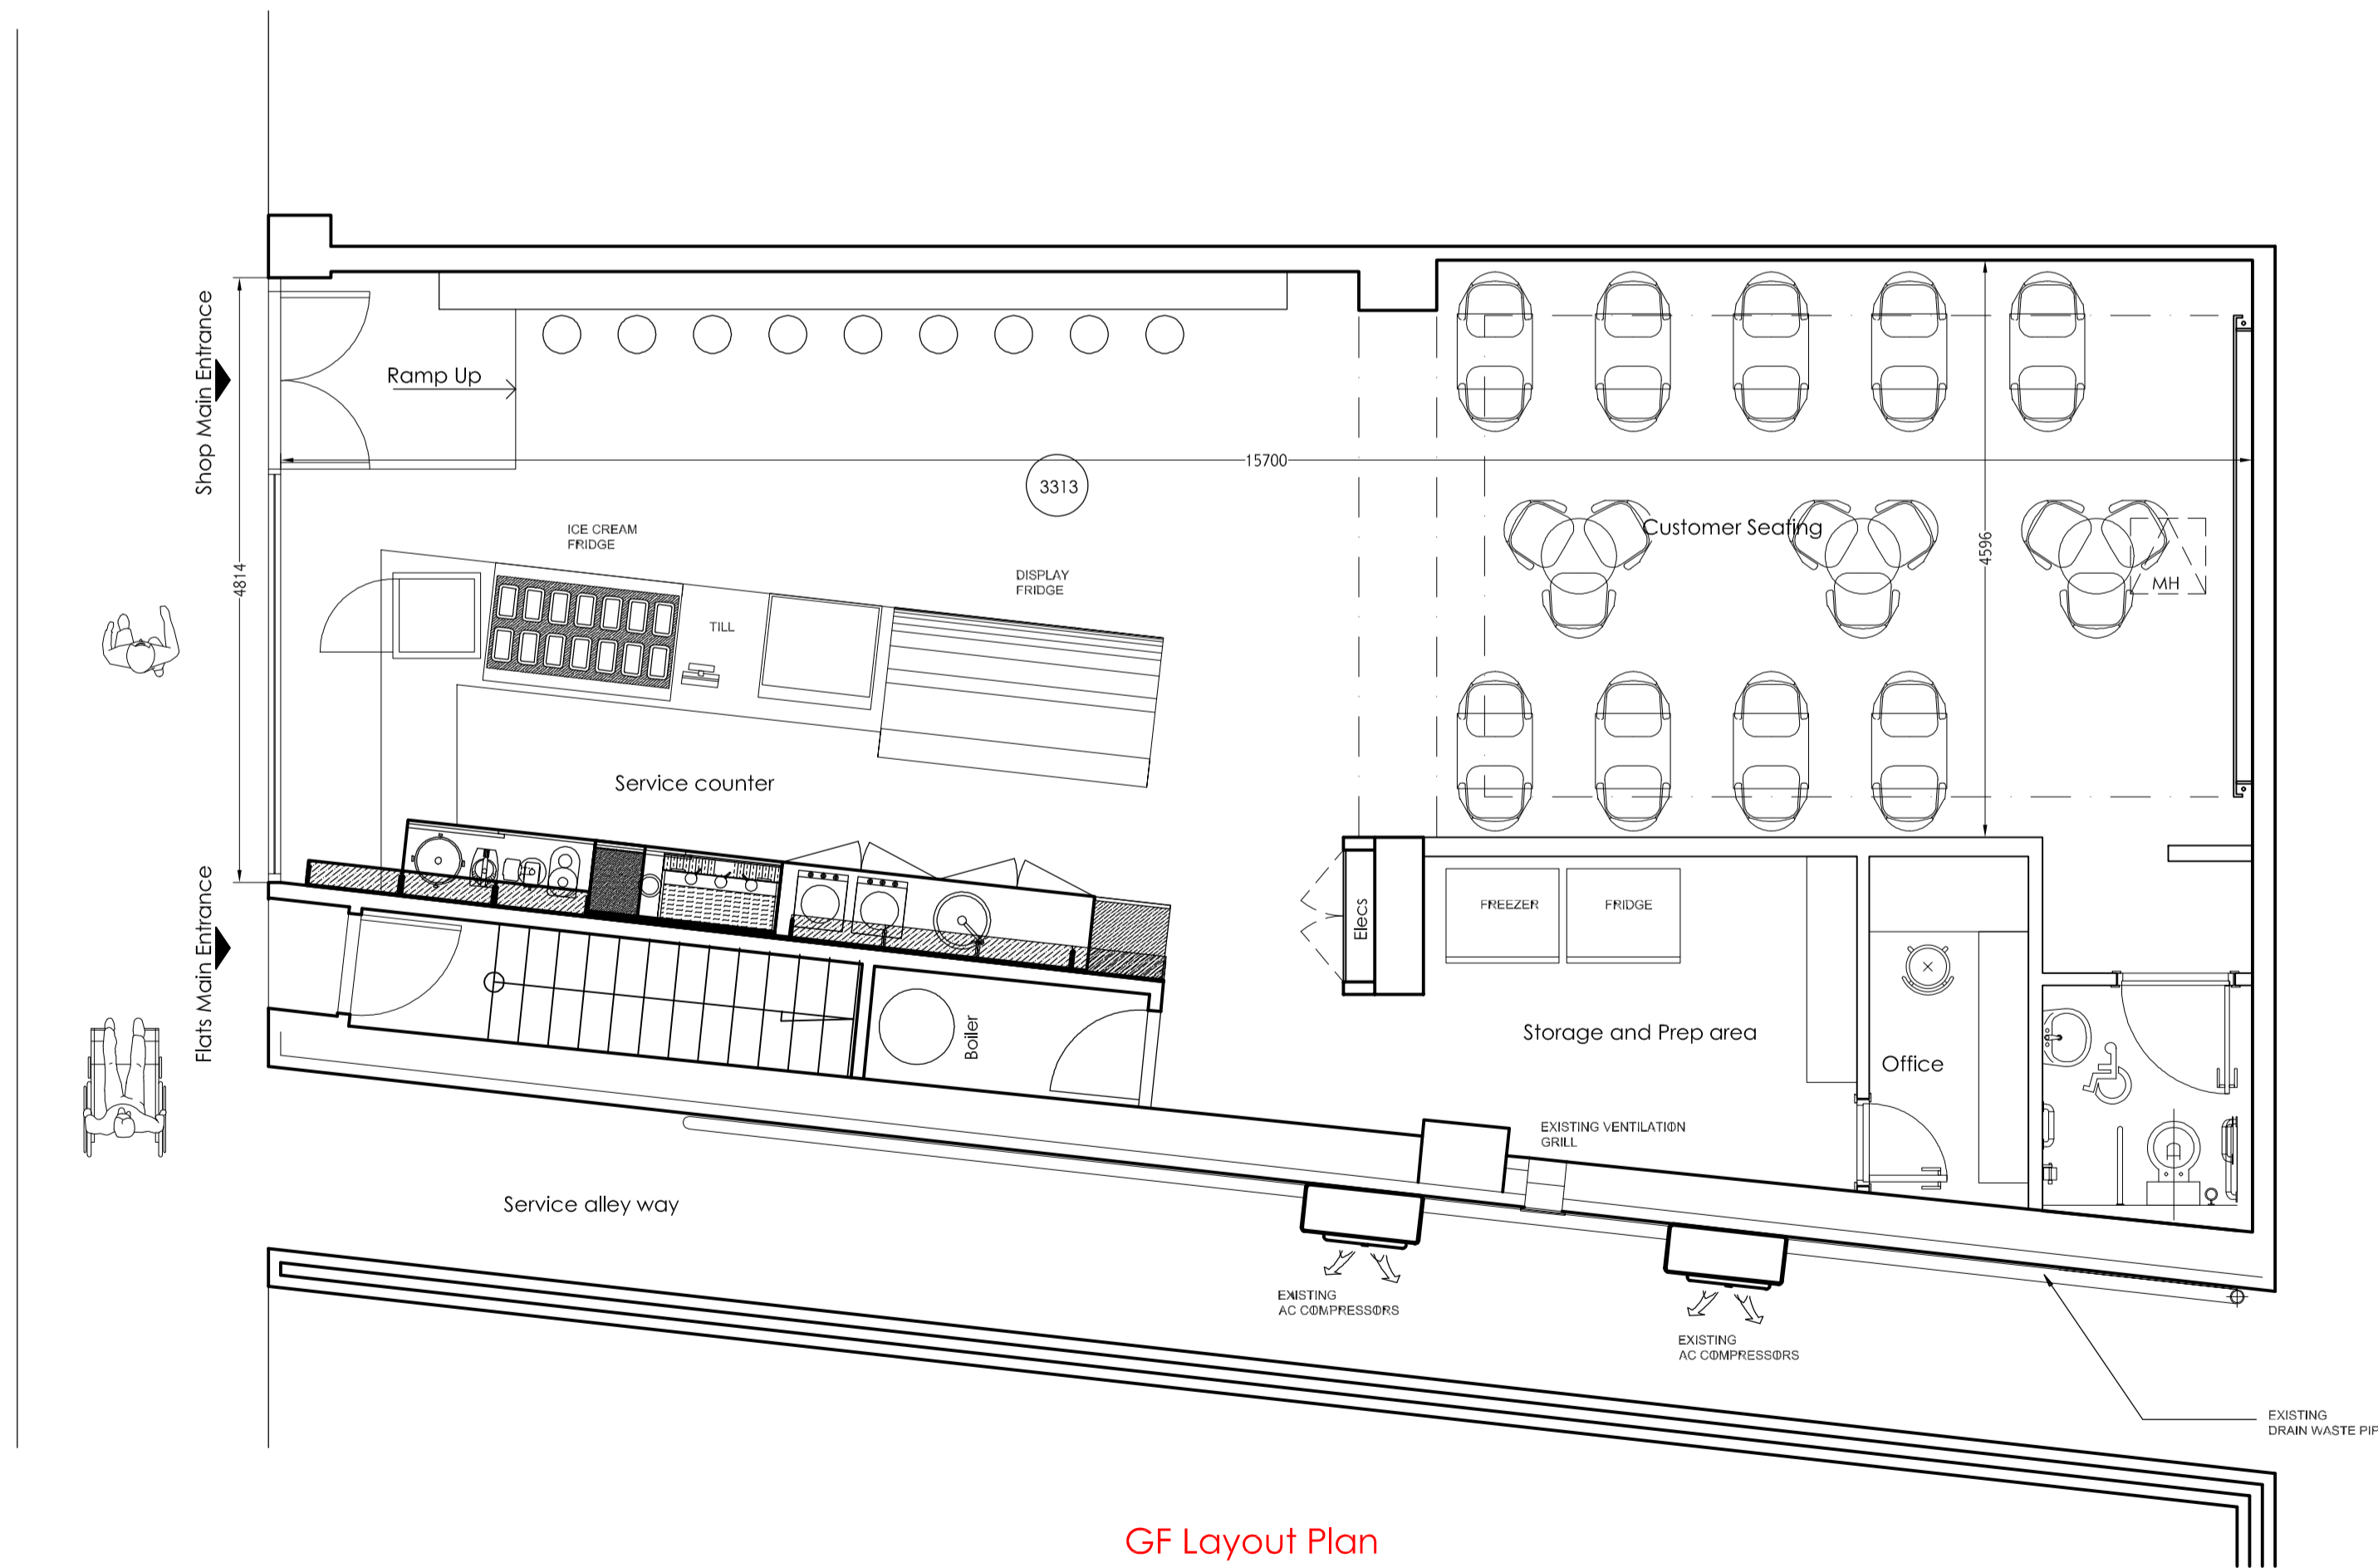 Shop Main Entrance
Ramp Up
15700
3313
ICE CREAM
FRIDGE
DISPLAY
FRIDGE
TILL
4814
Customer Seating
4596
MH
Service counter
Flats Main Entrance
Elecs
FREEZER
FRIDGE
Boiler
Storage and Prep area
Office
EXISTING VENTILATION
GRILL
Service alley way
EXISTING
AC COMPRESSORS
EXISTING
AC COMPRESSORS
EXISTING
DRAIN WASTE PIP
GF Layout Plan